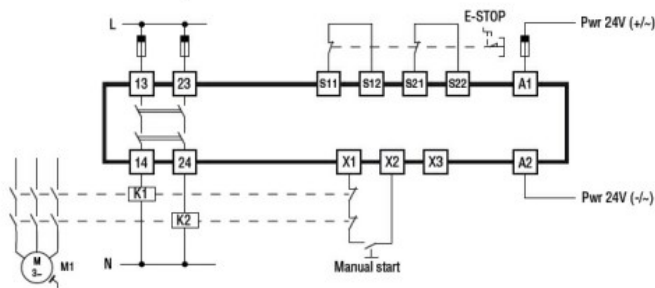 E-STOP
L
Pwr 24V (+/~)
13 23 S11 S12 S21 S22 A1
14 24 X1 X2 X3 A2
K1
Pwr 24V (-/~)
K2
M
3~
M1
N
Manual start